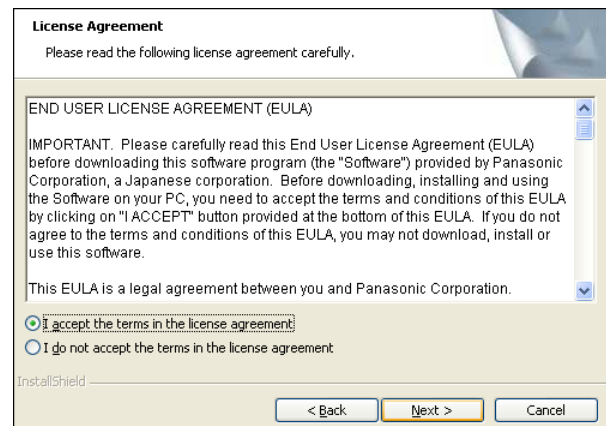 License Agreement
Please read the following license agreement carefully.
END USER LICENSE AGREEMENT (EULA)
IMPORTANT.  Please carefully read this End User License Agreement (EULA)
before downloading this software program (the "Software") provided by Panasonic
Corporation, a Japanese corporation.  Before downloading, installing and using
the Software on your PC, you need to accept the terms and conditions of this EULA
by clicking on "I ACCEPT" button provided at the bottom of this EULA.  If you do not
agree to the terms and conditions of this EULA, you may not download, install or
use this software.
This EULA is a legal agreement between you and Panasonic Corporation.
I accept the terms in the license agreement
I do not accept the terms in the license agreement
InstallShield
< Back Next > Cancel